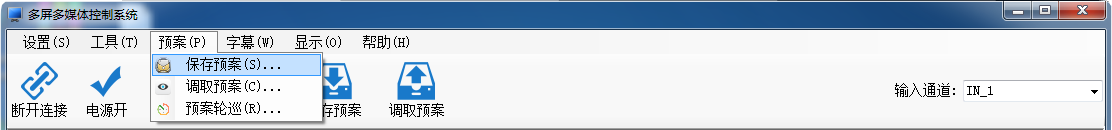 多屏多媒体控制系统
设置(S) 工具(T) 预案(P) 字幕(W) 显示(O) 帮助(H)
保存预案(S)...
调取预案(C)...
预案轮巡(R)...
断开连接 电源开 存预案 调取预案
输入通道: IN_1